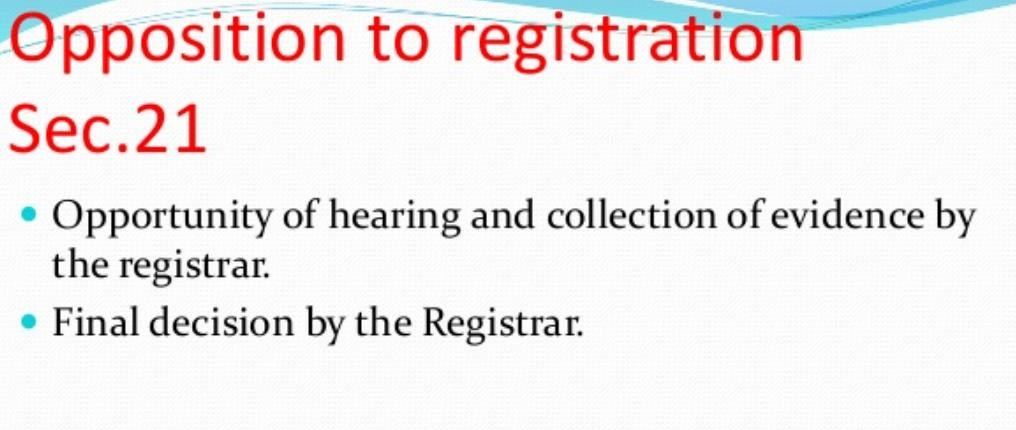 Opposition to registration
Sec.21
• Opportunity of hearing and collection of evidence by
the registrar.
• Final decision by the Registrar.